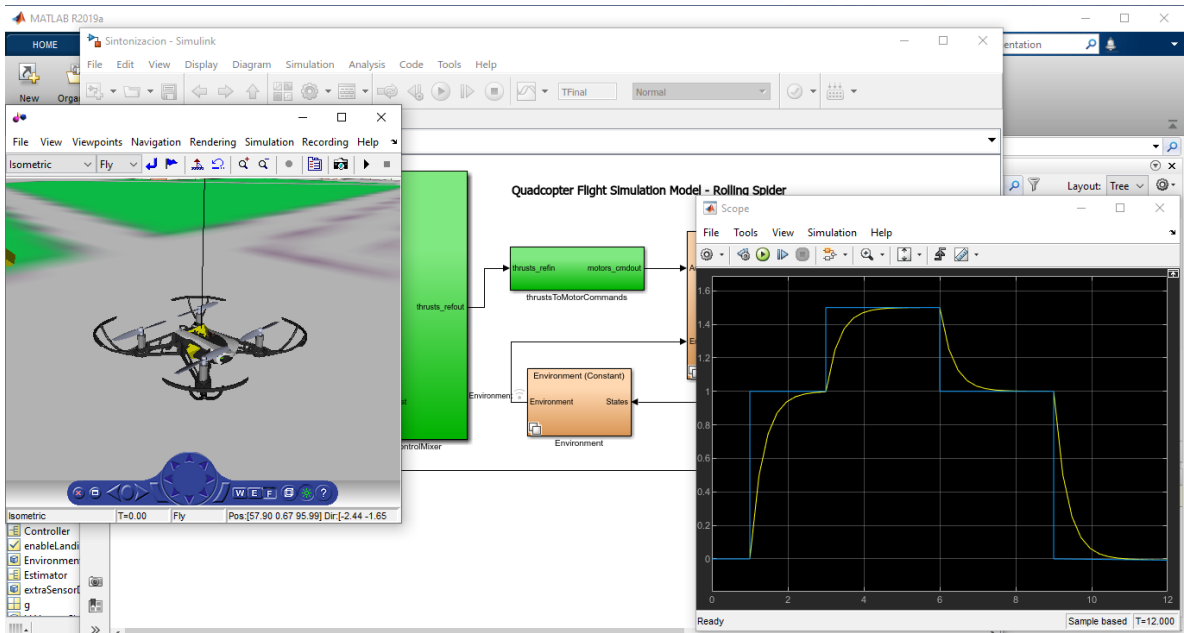 MATLAB R2019a
HOME
entation
New
Orga
Sintonizacion - Simulink
File Edit View Display Diagram Simulation Analysis Code Tools Help
TFinal
Normal
Layout: Tree
File View Viewpoints Navigation Rendering Simulation Recording Help
Isometric
Fly
W E F
?
Isometric
T=0.00
Fly
Pos:[57.90 0.67 95.99] Dir:[-2.44 -1.65
Quadcopter Flight Simulation Model - Rolling Spider
thrusts_refout
thrusts_refin
motors_cmdout
thrustsToMotorCommands
Environment (Constant)
Environment
Environment
States
Environment
ontrolMixer
Controller
enableLandi
Environmen
Estimator
extraSensorD
g
Scope
File Tools View Simulation Help
1.6
1.4
1.2
1
0.8
0.6
0.4
0.2
0
0 2 4 6 8 10 12
Ready
Sample based
T=12.000